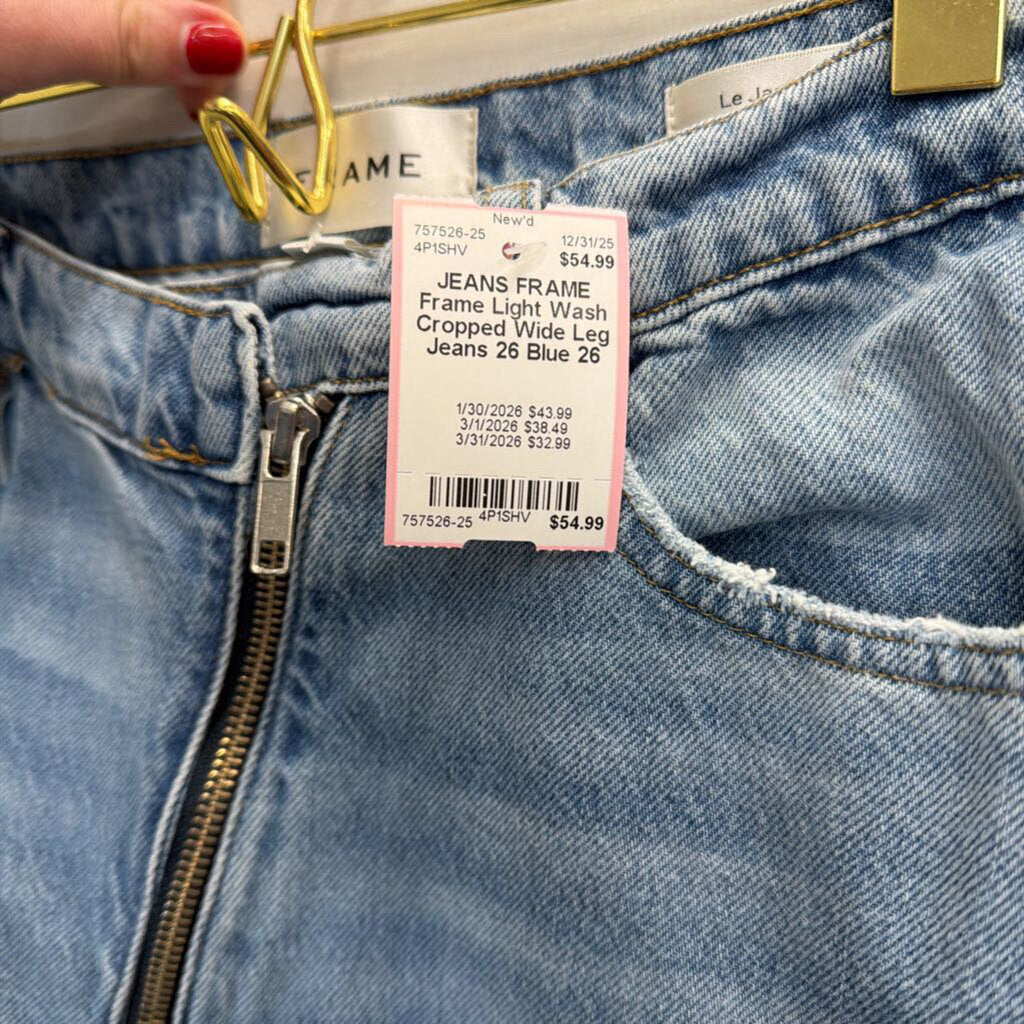 Le
FRAME
New'd
757526-25 12/31/25
4P1SHV $54.99
JEANS FRAME
Frame Light Wash
Cropped Wide Leg
Jeans 26 Blue 26
1/30/2026 $43.99
3/1/2026 $38.49
3/31/2026 $32.99
757526-25 4P1SHV $54.99